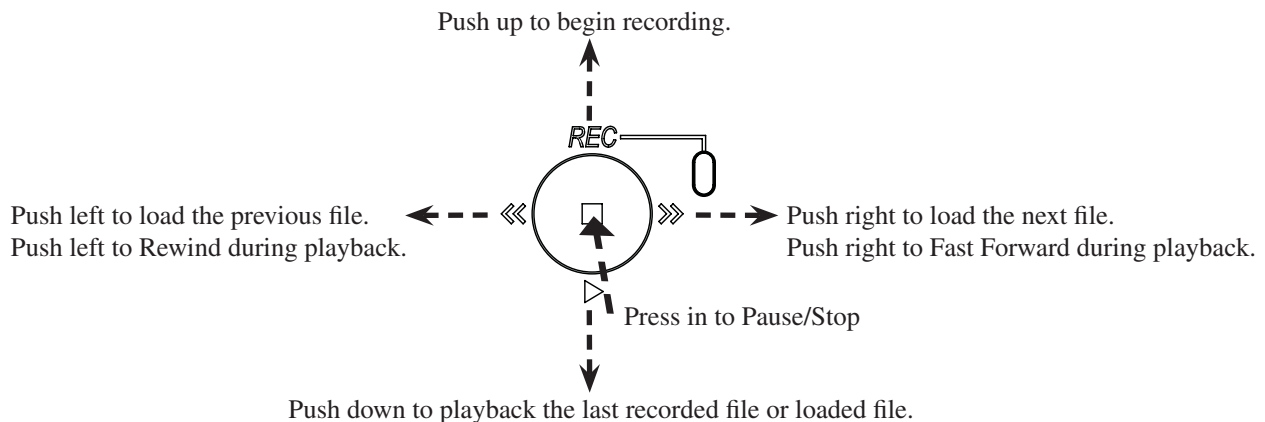 Push up to begin recording.
REC
Push left to load the previous file.
Push left to Rewind during playback.
Push right to load the next file.
Push right to Fast Forward during playback.
Press in to Pause/Stop
Push down to playback the last recorded file or loaded file.